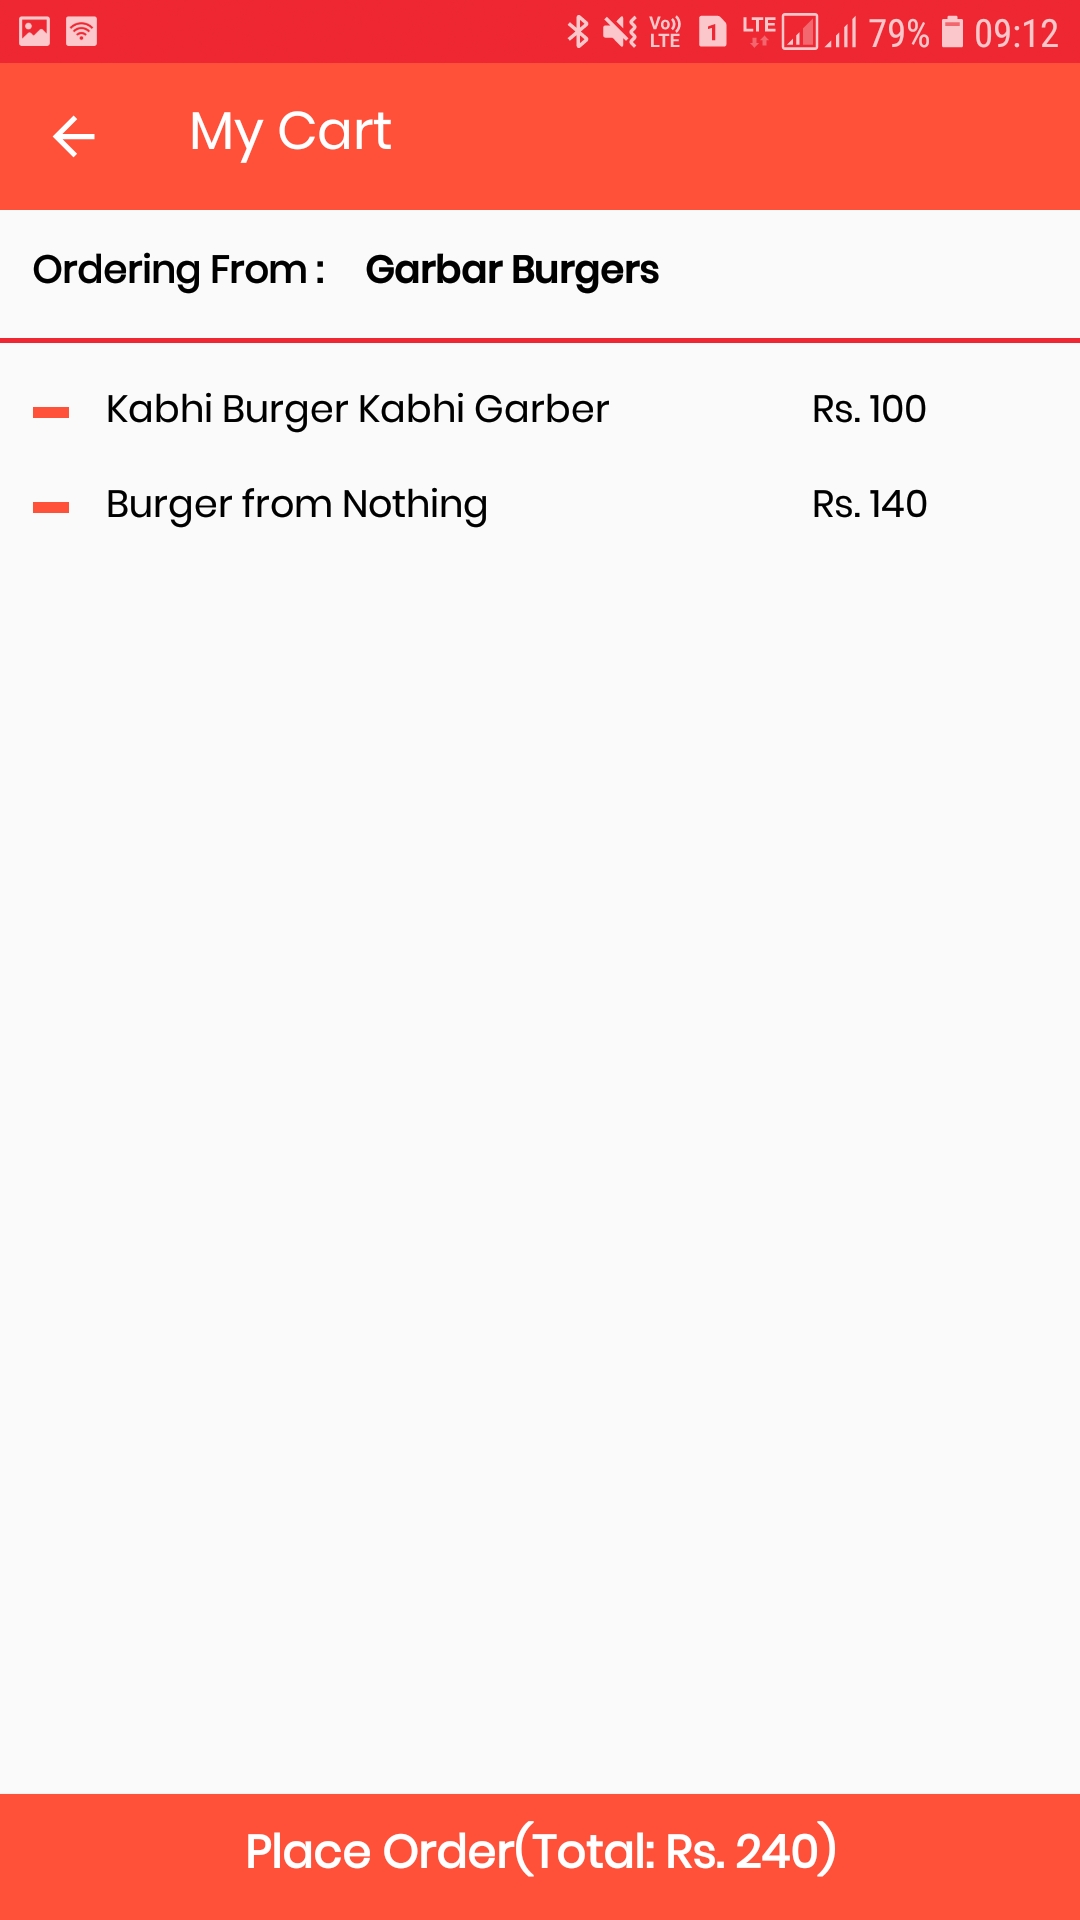 Vo)) LTE 1 LTE 79% 09:12
My Cart
Ordering From : Garbar Burgers
Kabhi Burger Kabhi Garber Rs. 100
Burger from Nothing Rs. 140
Place Order(Total: Rs. 240)